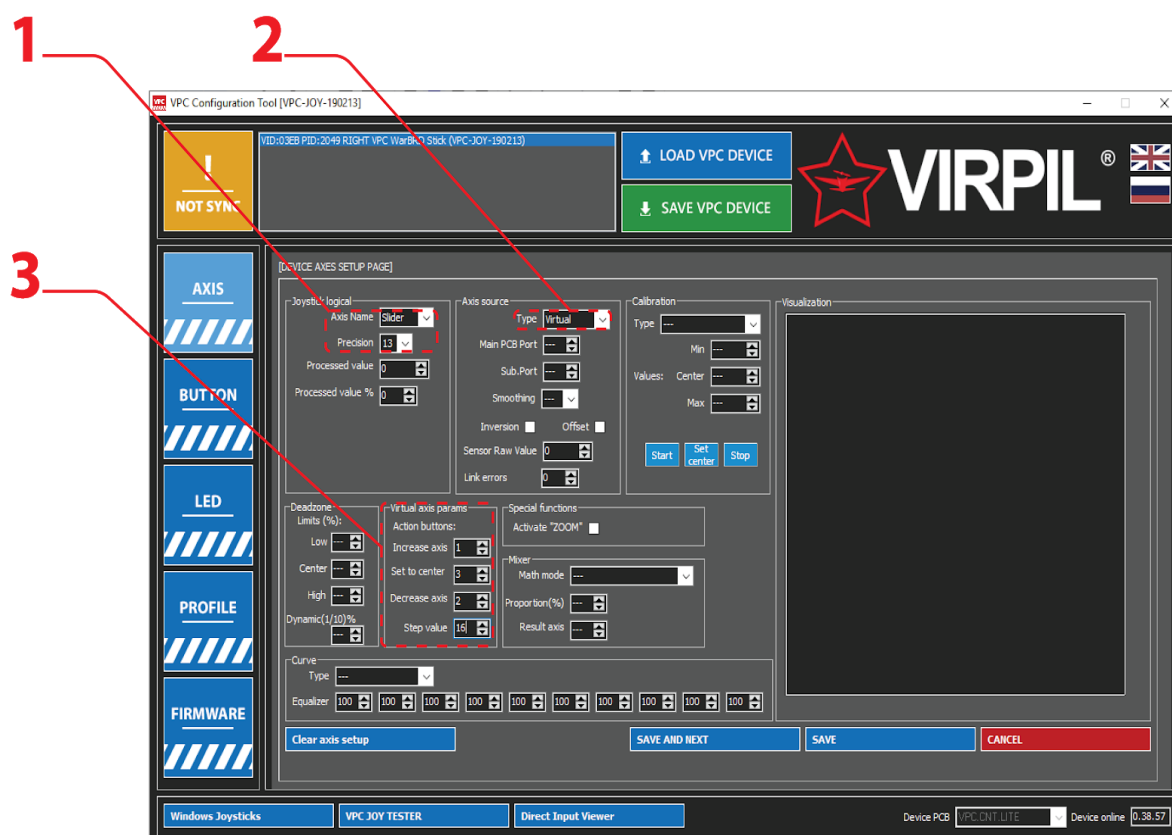 1
2
3
VPC Configuration Tool [VPC-JOY-190213]
!
NOT SYNC
VID:03EB PID:2049 RIGHT VPC WarBRD Stick (VPC-JOY-190213)
LOAD VPC DEVICE
SAVE VPC DEVICE
VIRPIL ®
AXIS
BUTTON
LED
PROFILE
FIRMWARE
[DEVICE AXES SETUP PAGE]
Joystick logical
Axis Name Slider
Precision 13
Processed value 0
Processed value % 0
Axis source
Type Virtual
Main PCB Port ---
Sub.Port ---
Smoothing ---
Inversion Offset
Sensor Raw Value 0
Link errors 0
Calibration
Type ---
Min ---
Values: Center ---
Max ---
Start Set center Stop
Visualization
Deadzone
Limits (%):
Low ---
Center ---
High ---
Dynamic(1/10)%
---
Virtual axis params
Action buttons:
Increase axis 1
Set to center 3
Decrease axis 2
Step value 16
Special functions
Activate "ZOOM"
Mixer
Math mode ---
Proportion(%) ---
Result axis ---
Curve
Type ---
Equalizer 100 100 100 100 100 100 100 100 100 100
Clear axis setup
SAVE AND NEXT
SAVE
CANCEL
Windows Joysticks
VPC JOY TESTER
Direct Input Viewer
Device PCB VPC.CNT.LITE
Device online 0.38.57